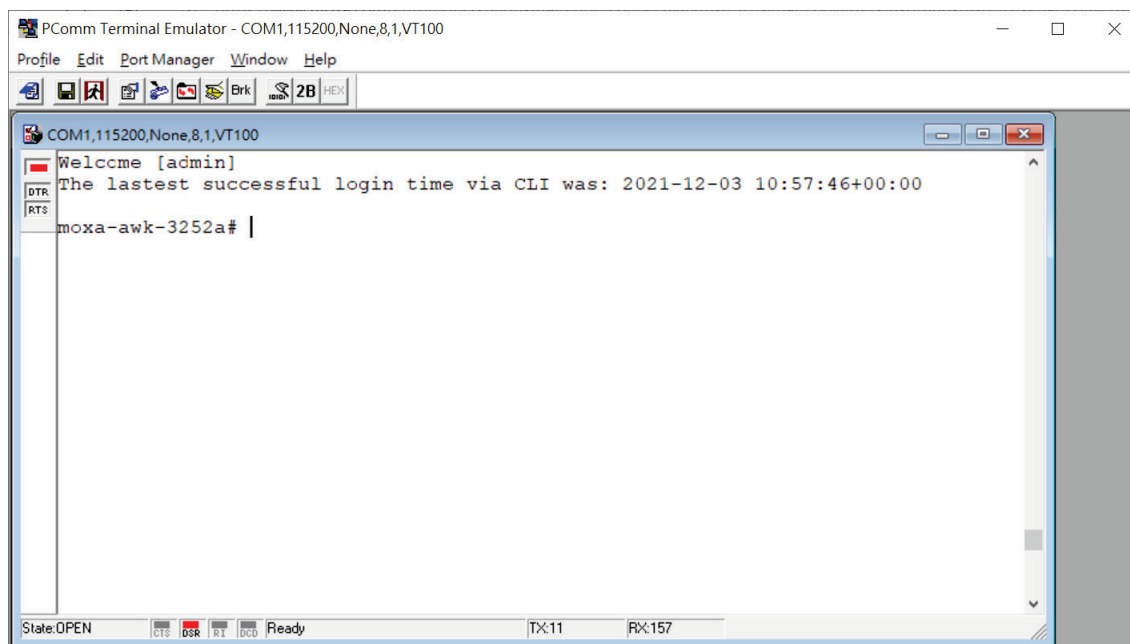 PComm Terminal Emulator - COM1,115200,None,8,1,VT100
Profile Edit Port Manager Window Help
Brk 2B HEX
COM1,115200,None,8,1,VT100
Welcome [admin]
DTR
The lastest successful login time via CLI was: 2021-12-03 10:57:46+00:00
RTS
moxa-awk-3252a#
State:OPEN CTS DSR RI DCD Ready TX:11 RX:157